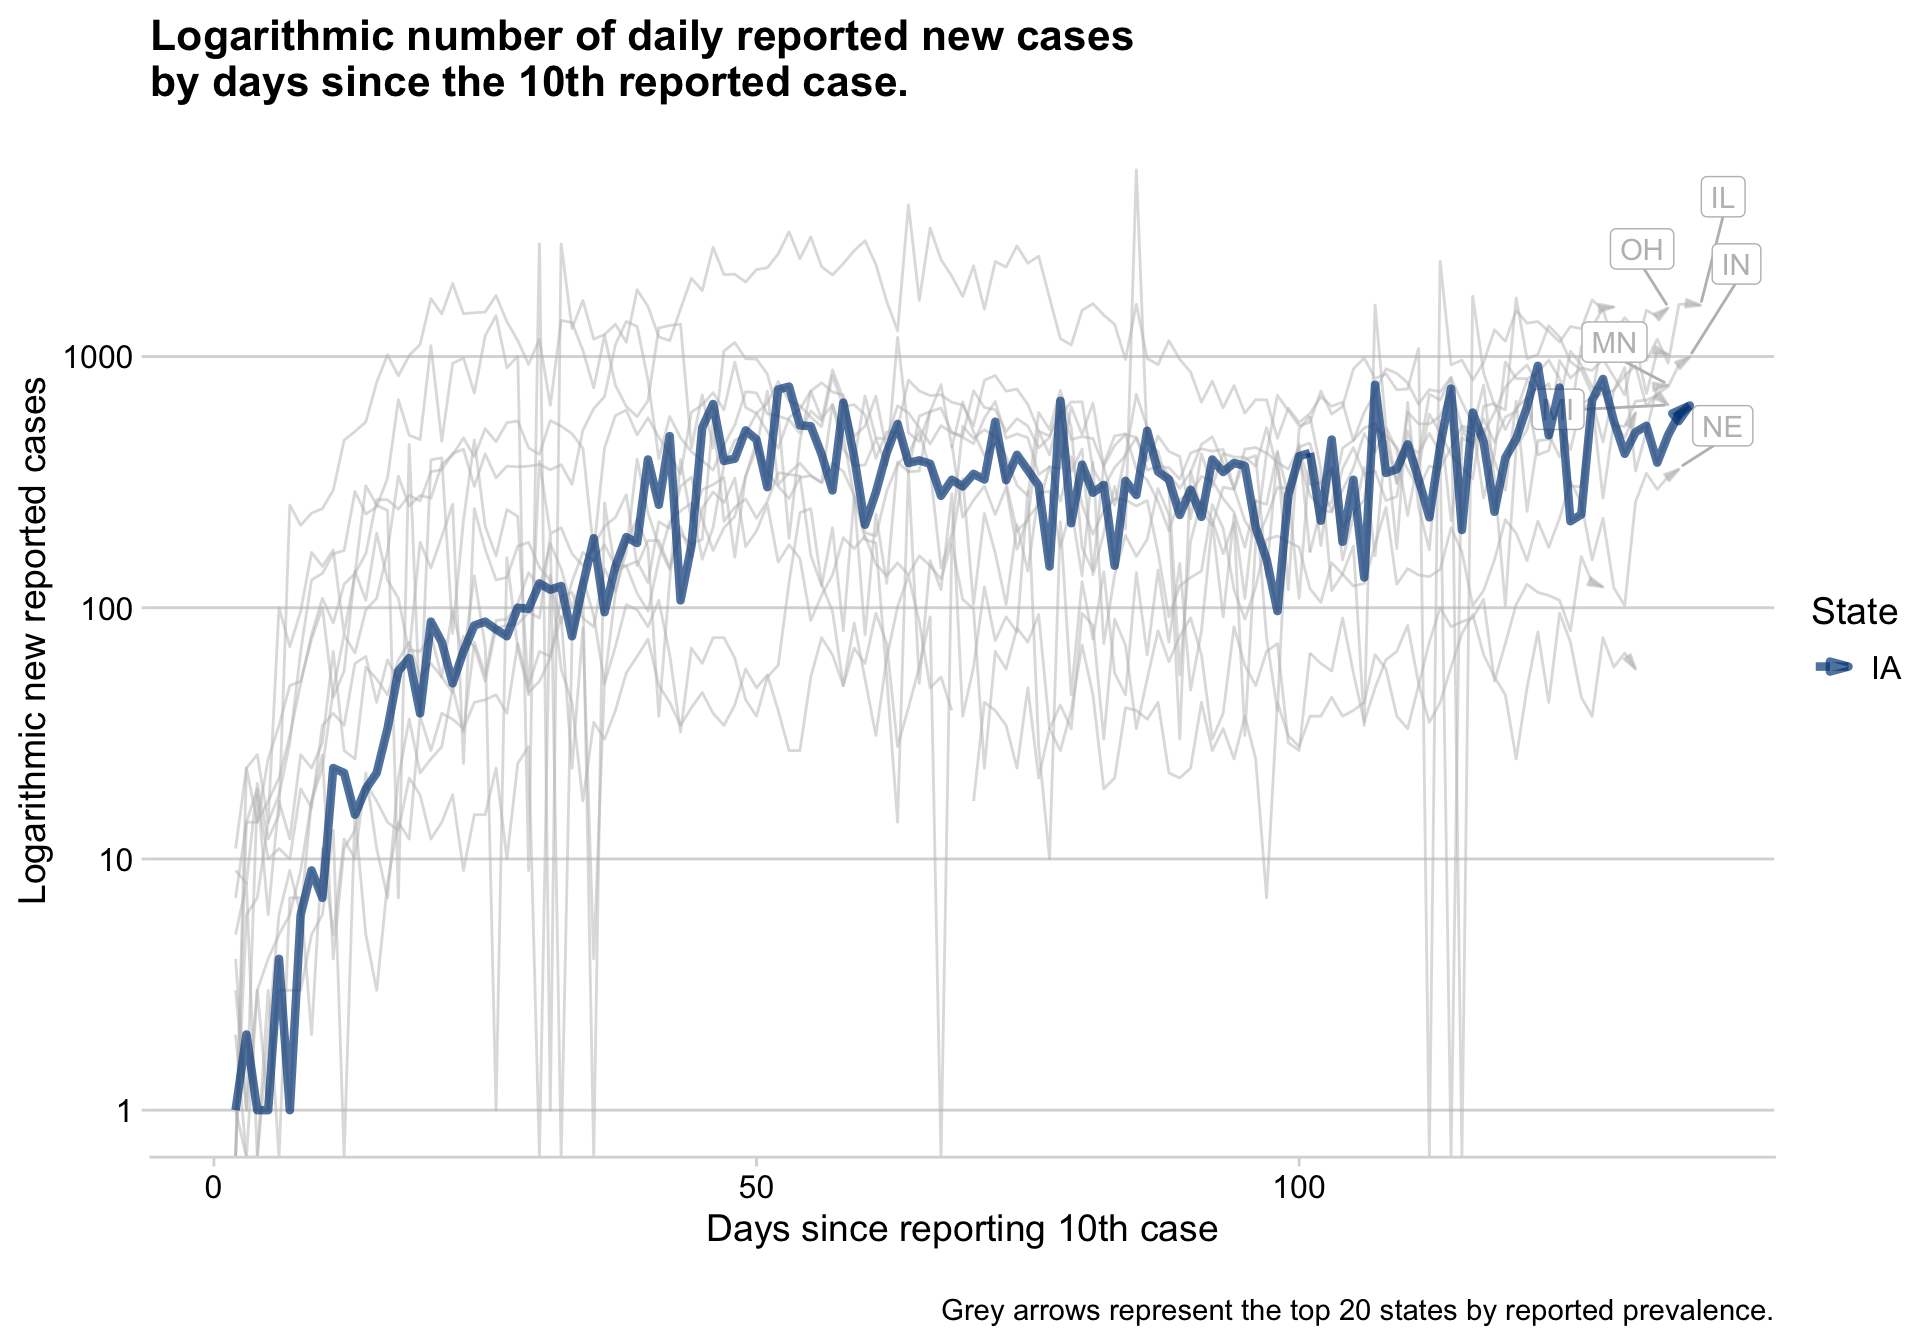 Logarithmic number of daily reported new cases
by days since the 10th reported case.
IL
OH
IN
1000
MN
I
NE
Logarithmic new reported cases
100
State
IA
10
1
0
50
100
Days since reporting 10th case
Grey arrows represent the top 20 states by reported prevalence.